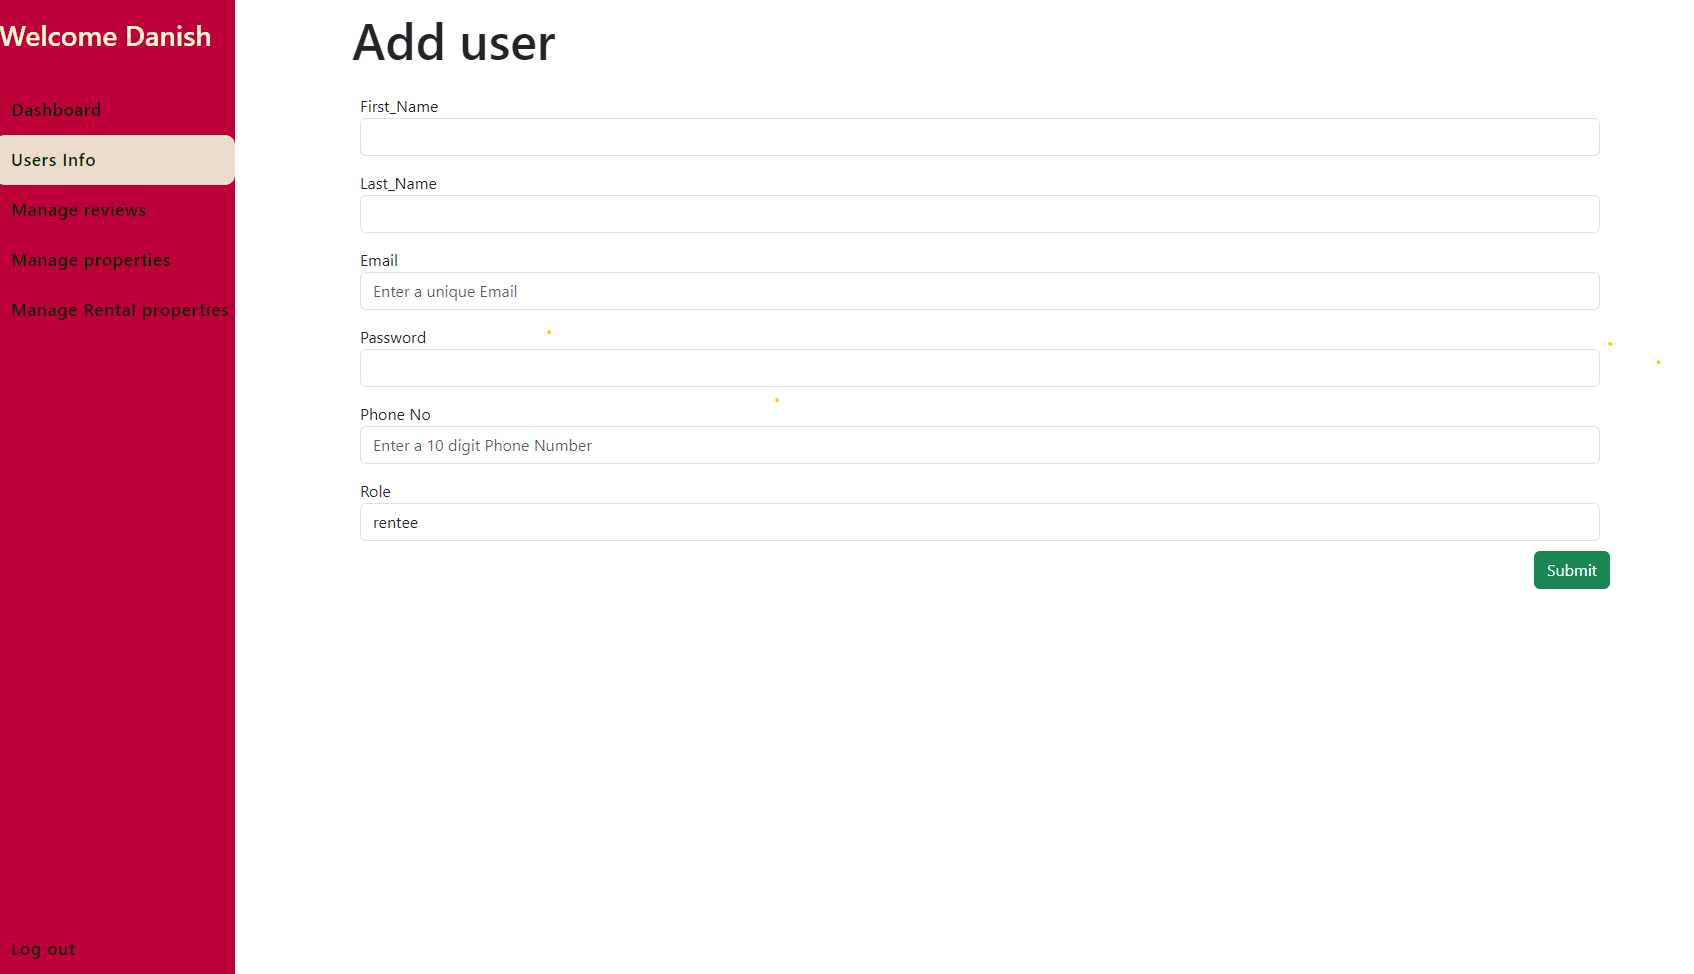 Welcome Danish
Dashboard
Users Info
Manage reviews
Manage properties
Manage Rental properties
Log out
Add user
First_Name
Last_Name
Email
Enter a unique Email
Password
Phone No
Enter a 10 digit Phone Number
Role
rentee
Submit